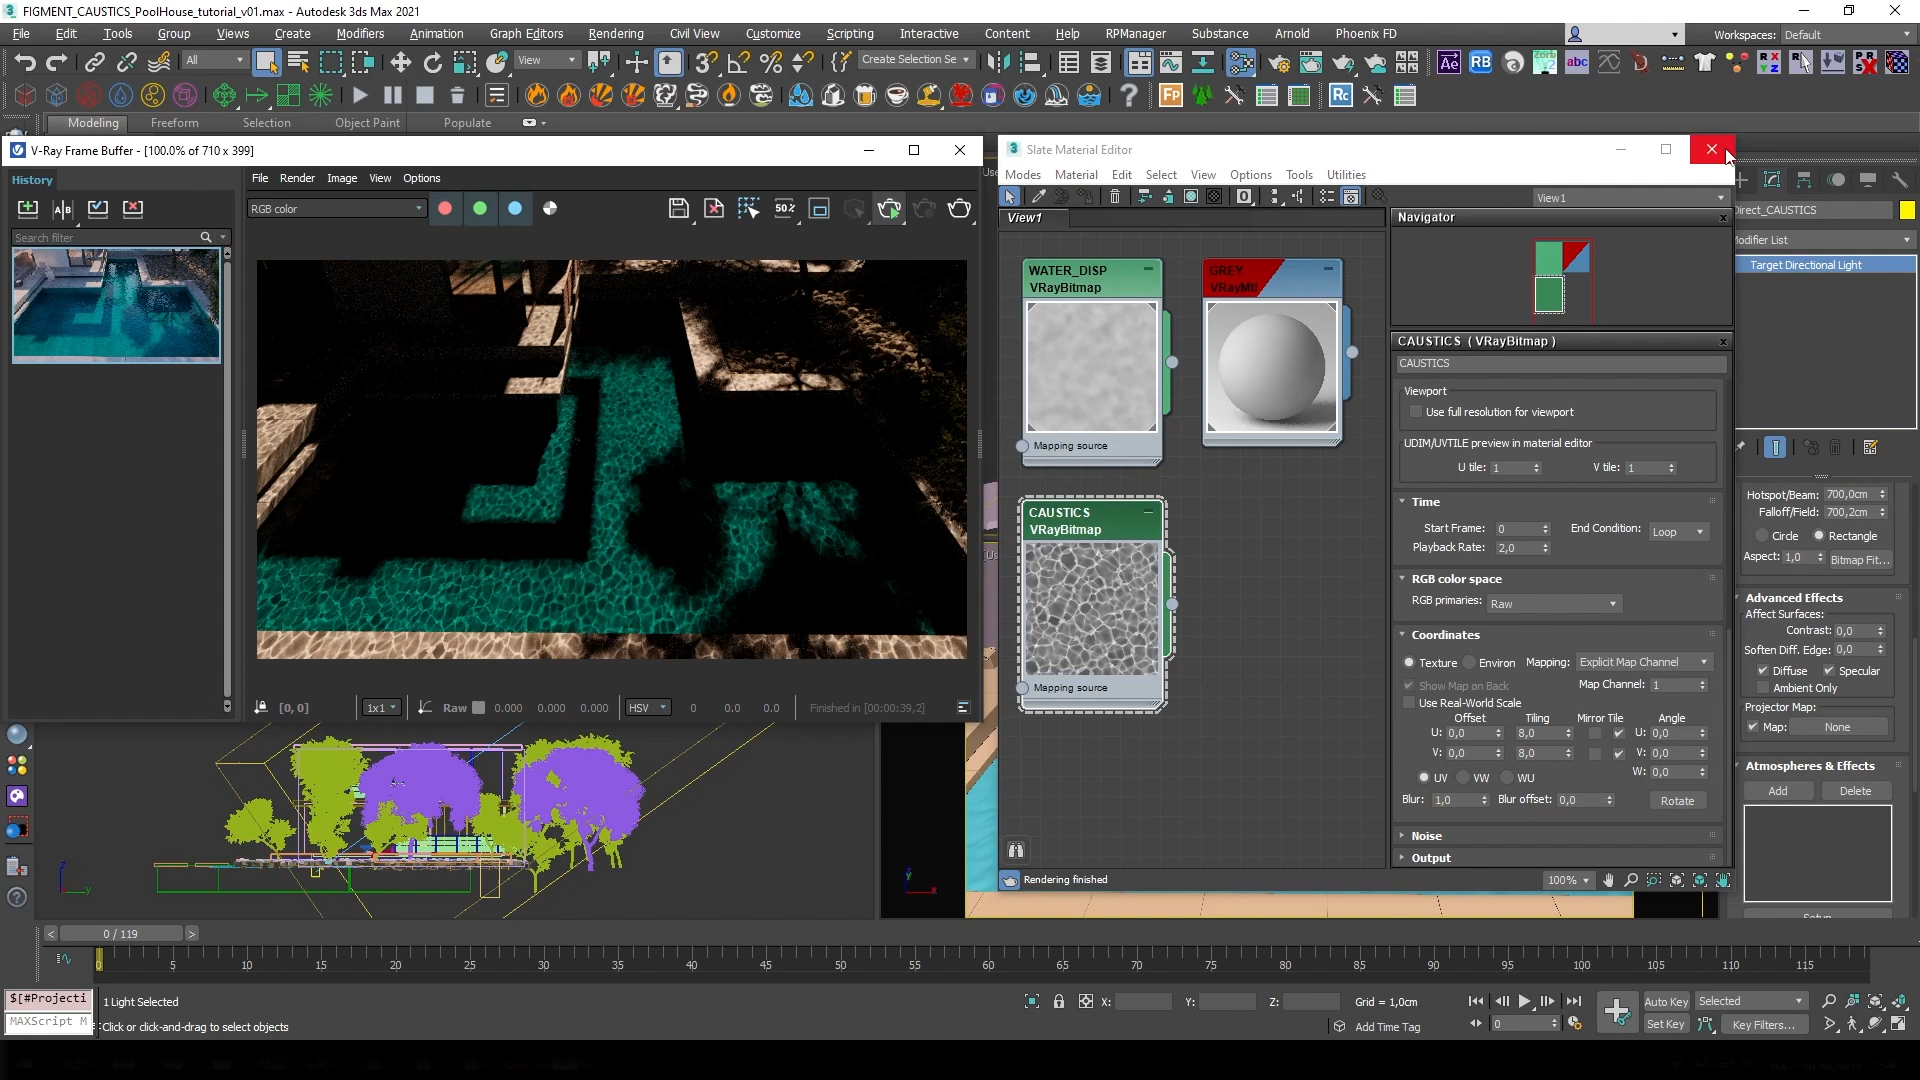 FIGMENT_CAUSTICS_PoolHouse_tutorial_v01.max - Autodesk 3ds Max 2021
File Edit Tools Group Views Create Modifiers Animation Graph Editors Rendering Civil View Customize Scripting Interactive Content Help RPManager Substance Arnold Phoenix FD
Workspaces: Default
All View Create Selection Se
Modeling Freeform Selection Object Paint Populate
V-Ray Frame Buffer - [100.0% of 710 x 399]
History
File Render Image View Options
RGB color
50%
Search filter
[0, 0] 1x1 Raw 0.000 0.000 0.000 HSV 0 0.0 0.0 Finished in [00:00:39,2]
Slate Material Editor
Modes Material Edit Select View Options Tools Utilities
View1
View1
WATER_DISP
VRayBitmap
Mapping source
GREY
VRayMtl
CAUSTICS
VRayBitmap
Mapping source
Navigator
CAUSTICS ( VRayBitmap )
CAUSTICS
Viewport
Use full resolution for viewport
UDIM/UVTILE preview in material editor
U tile: 1 V tile: 1
Time
Start Frame: 0 End Condition: Loop
Playback Rate: 2,0
RGB color space
RGB primaries: Raw
Coordinates
Texture Environ Mapping: Explicit Map Channel
Show Map on Back Map Channel: 1
Use Real-World Scale
Offset Tiling Mirror Tile Angle
U: 0,0 8,0 U: 0,0
V: 0,0 8,0 V: 0,0
UV VW WU W: 0,0
Blur: 1,0 Blur offset: 0,0 Rotate
Noise
Output
Rendering finished
100%
Direct_CAUSTICS
Modifier List
Target Directional Light
Hotspot/Beam: 700,0cm
Falloff/Field: 700,2cm
Circle Rectangle
Aspect: 1,0 Bitmap Fit...
Advanced Effects
Affect Surfaces:
Contrast: 0,0
Soften Diff. Edge: 0,0
Diffuse Specular
Ambient Only
Projector Map:
Map: None
Atmospheres & Effects
Add Delete
Setup
< 0 / 119 >
0 5 10 15 20 25 30 35 40 45 50 55 60 65 70 75 80 85 90 95 100 105 110 115
$[#Projecti
MAXScript M
1 Light Selected
Click or click-and-drag to select objects
X: Y: Z: Grid = 1,0cm
Add Time Tag
0
Auto Key Selected
Set Key Key Filters...